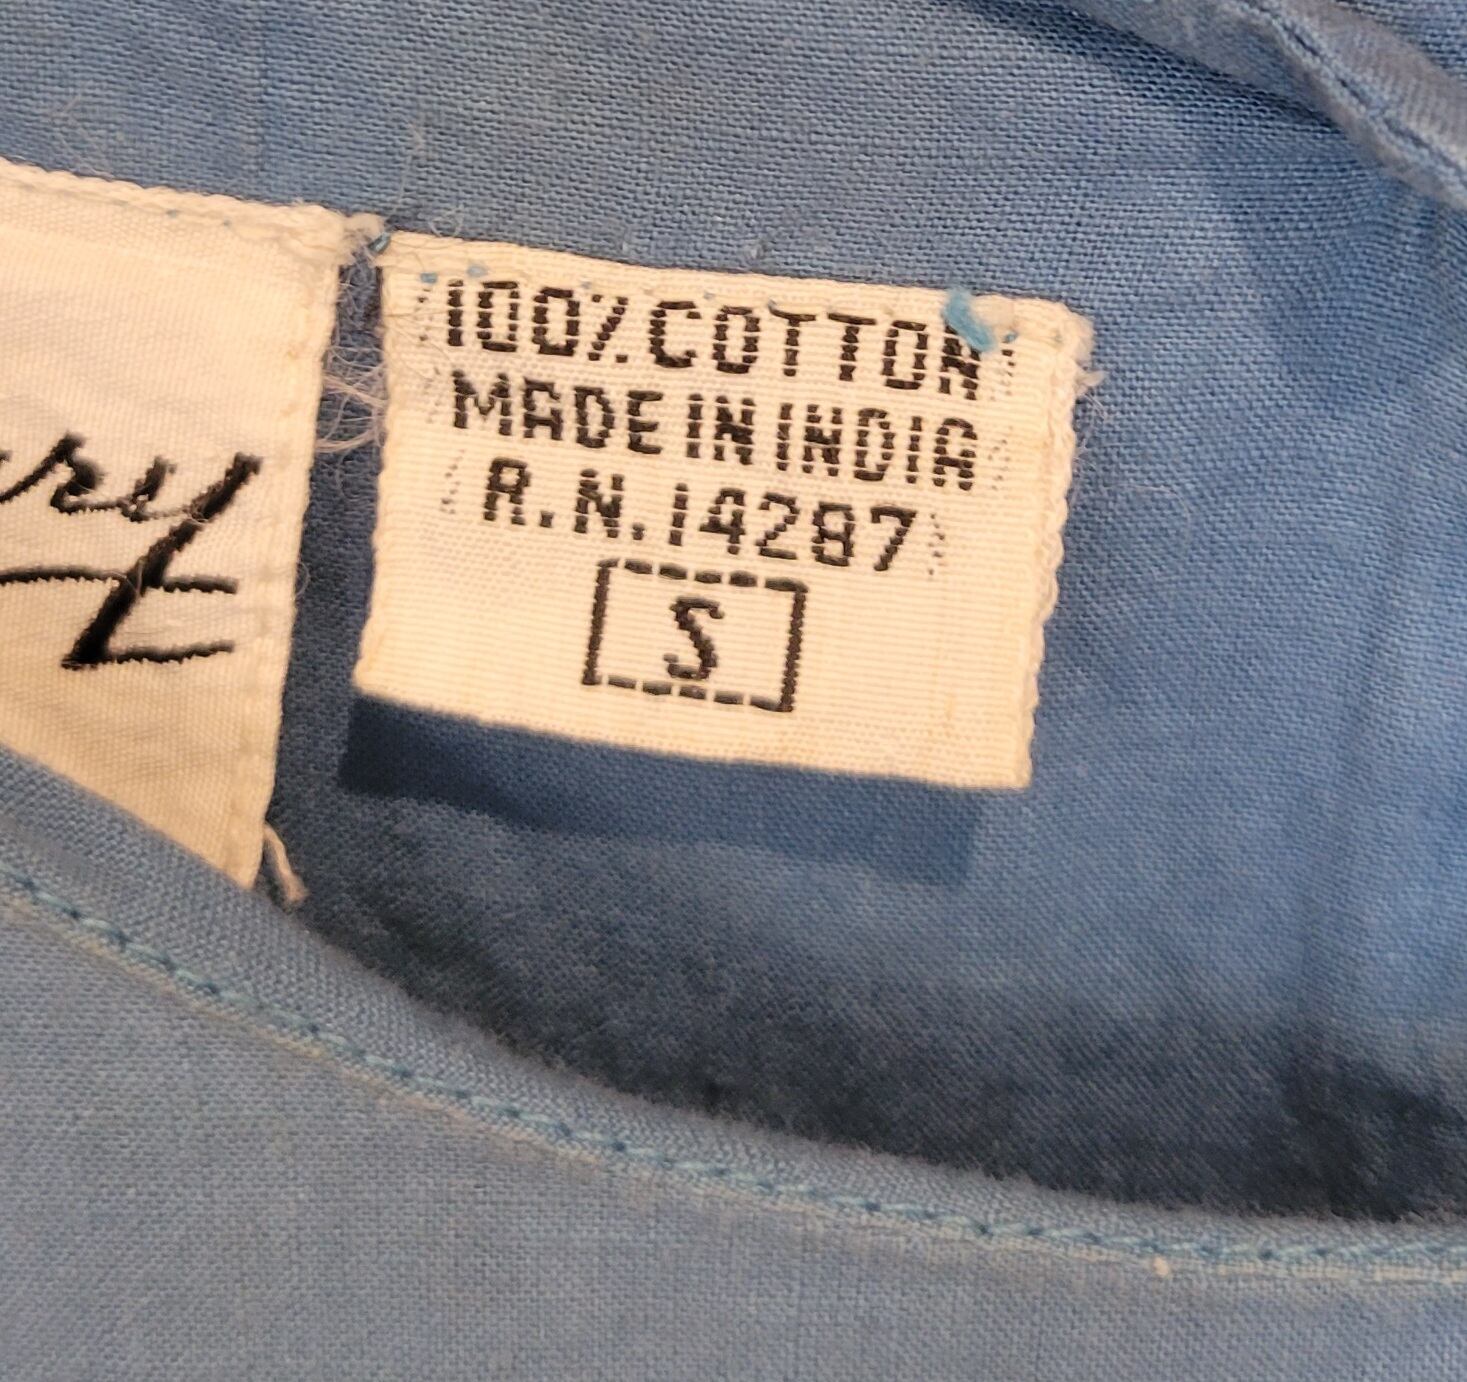 100% COTTON
MADE IN INDIA
R.N. 14287
S